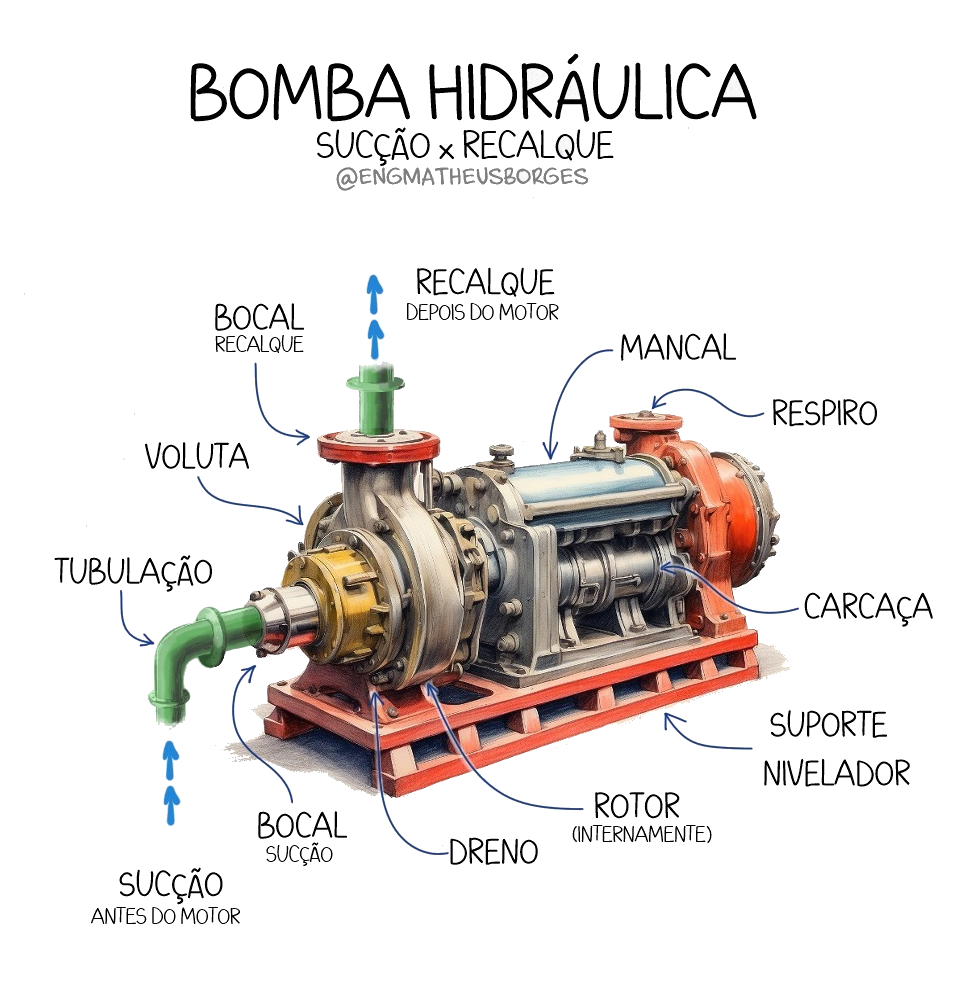 BOMBA HIDRÁULICA
SUCÇÃO x RECALQUE
@ENGMATHEUSBORGES
RECALQUE
DEPOIS DO MOTOR
BOCAL
RECALQUE
MANCAL
RESPIRO
VOLUTA
TUBULAÇÃO
CARCAÇA
SUPORTE
NIVELADOR
ROTOR
(INTERNAMENTE)
BOCAL
SUCÇÃO
DRENO
SUCÇÃO
ANTES DO MOTOR